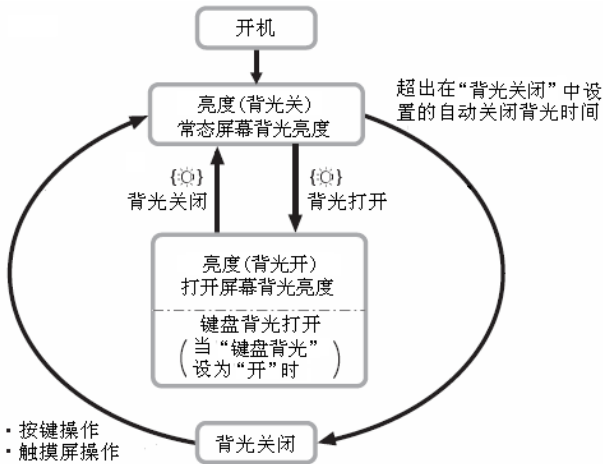 开机
亮度(背光关)
常态屏幕背光亮度
超出在“背光关闭”中设
置的自动关闭背光时间
背光关闭
背光打开
亮度(背光开)
打开屏幕背光亮度
键盘背光打开
(当“键盘背光”
设为“开”时)
·按键操作
·触摸屏操作
背光关闭